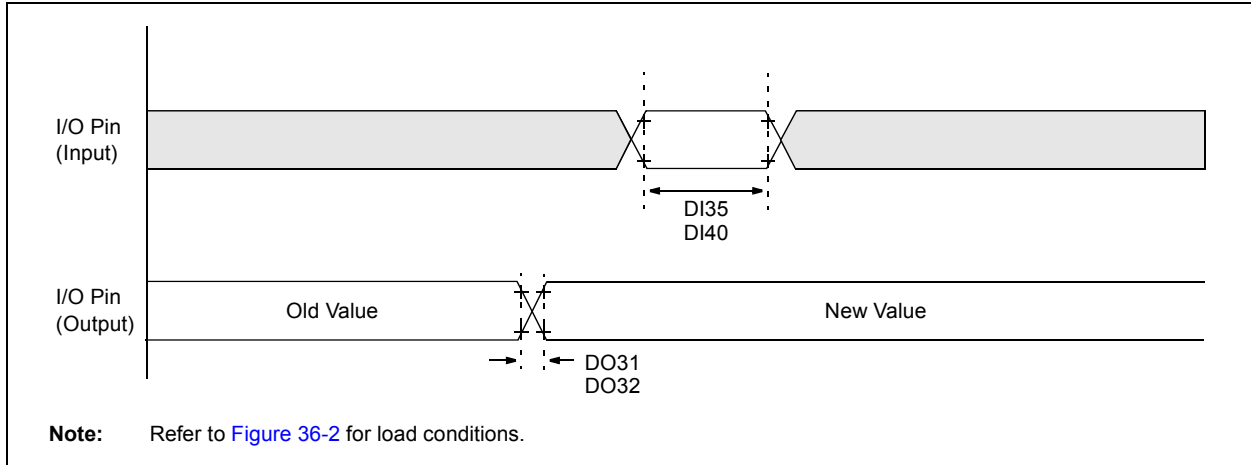 I/O Pin
(Input)
DI35
DI40
I/O Pin
(Output)
Old Value
New Value
DO31
DO32
Note: Refer to Figure 36-2 for load conditions.